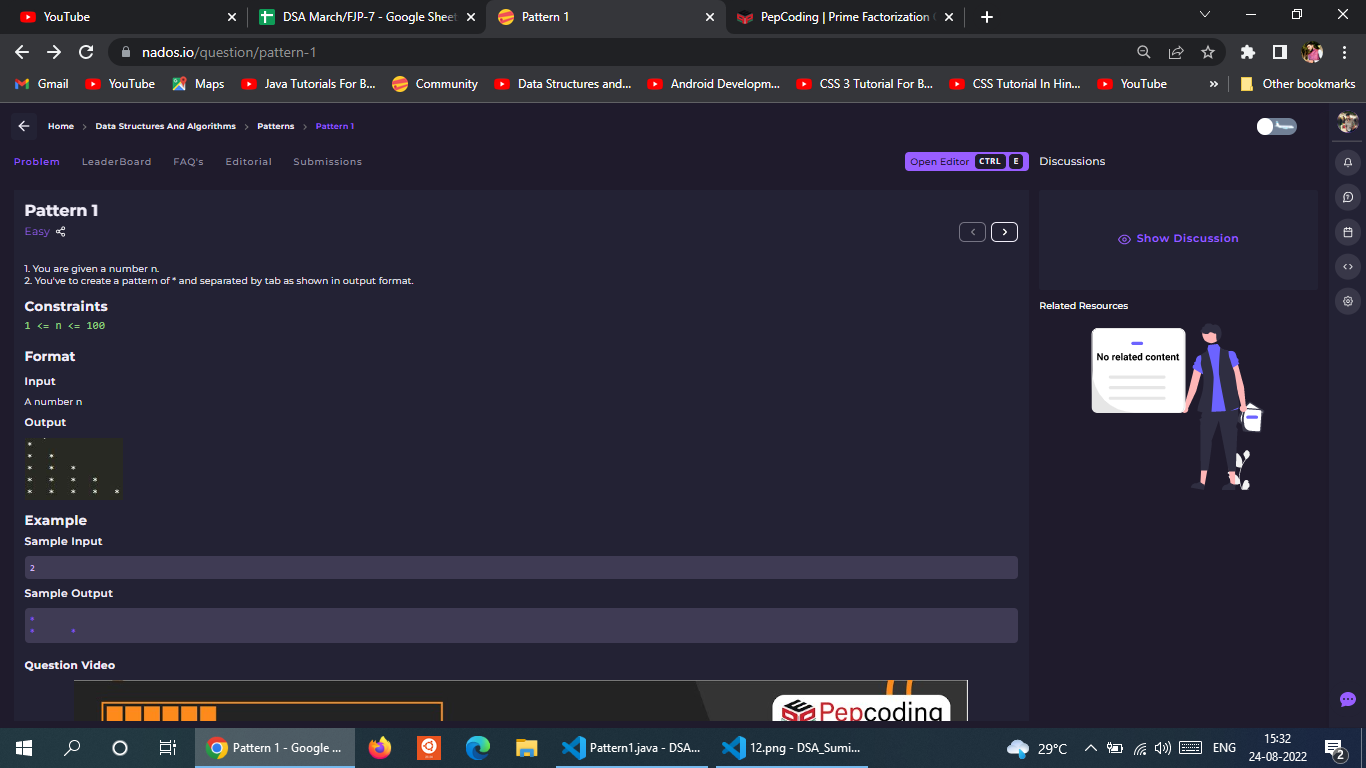 YouTube
DSA March/FJP-7 - Google Sheet
Pattern 1
PepCoding | Prime Factorization
nados.io/question/pattern-1
Gmail
YouTube
Maps
Java Tutorials For B...
Community
Data Structures and...
Android Developm...
CSS 3 Tutorial For B...
CSS Tutorial In Hin...
YouTube
»
Other bookmarks
Home > Data Structures And Algorithms > Patterns > Pattern 1
Problem
LeaderBoard
FAQ's
Editorial
Submissions
Open Editor CTRL E
Discussions
Pattern 1
Easy
Show Discussion
1. You are given a number n.
2. You've to create a pattern of * and separated by tab as shown in output format.
Constraints
1 <= n <= 100
Related Resources
No related content
Format
Input
A number n
Output
*
* *
* * *
* * * *
* * * * *
Example
Sample Input
2
Sample Output
*
* *
Question Video
Pepcoding
Pattern 1 - Google ...
Pattern1.java - DSA...
12.png - DSA_Sumi...
29°C
ENG
15:32
24-08-2022
2